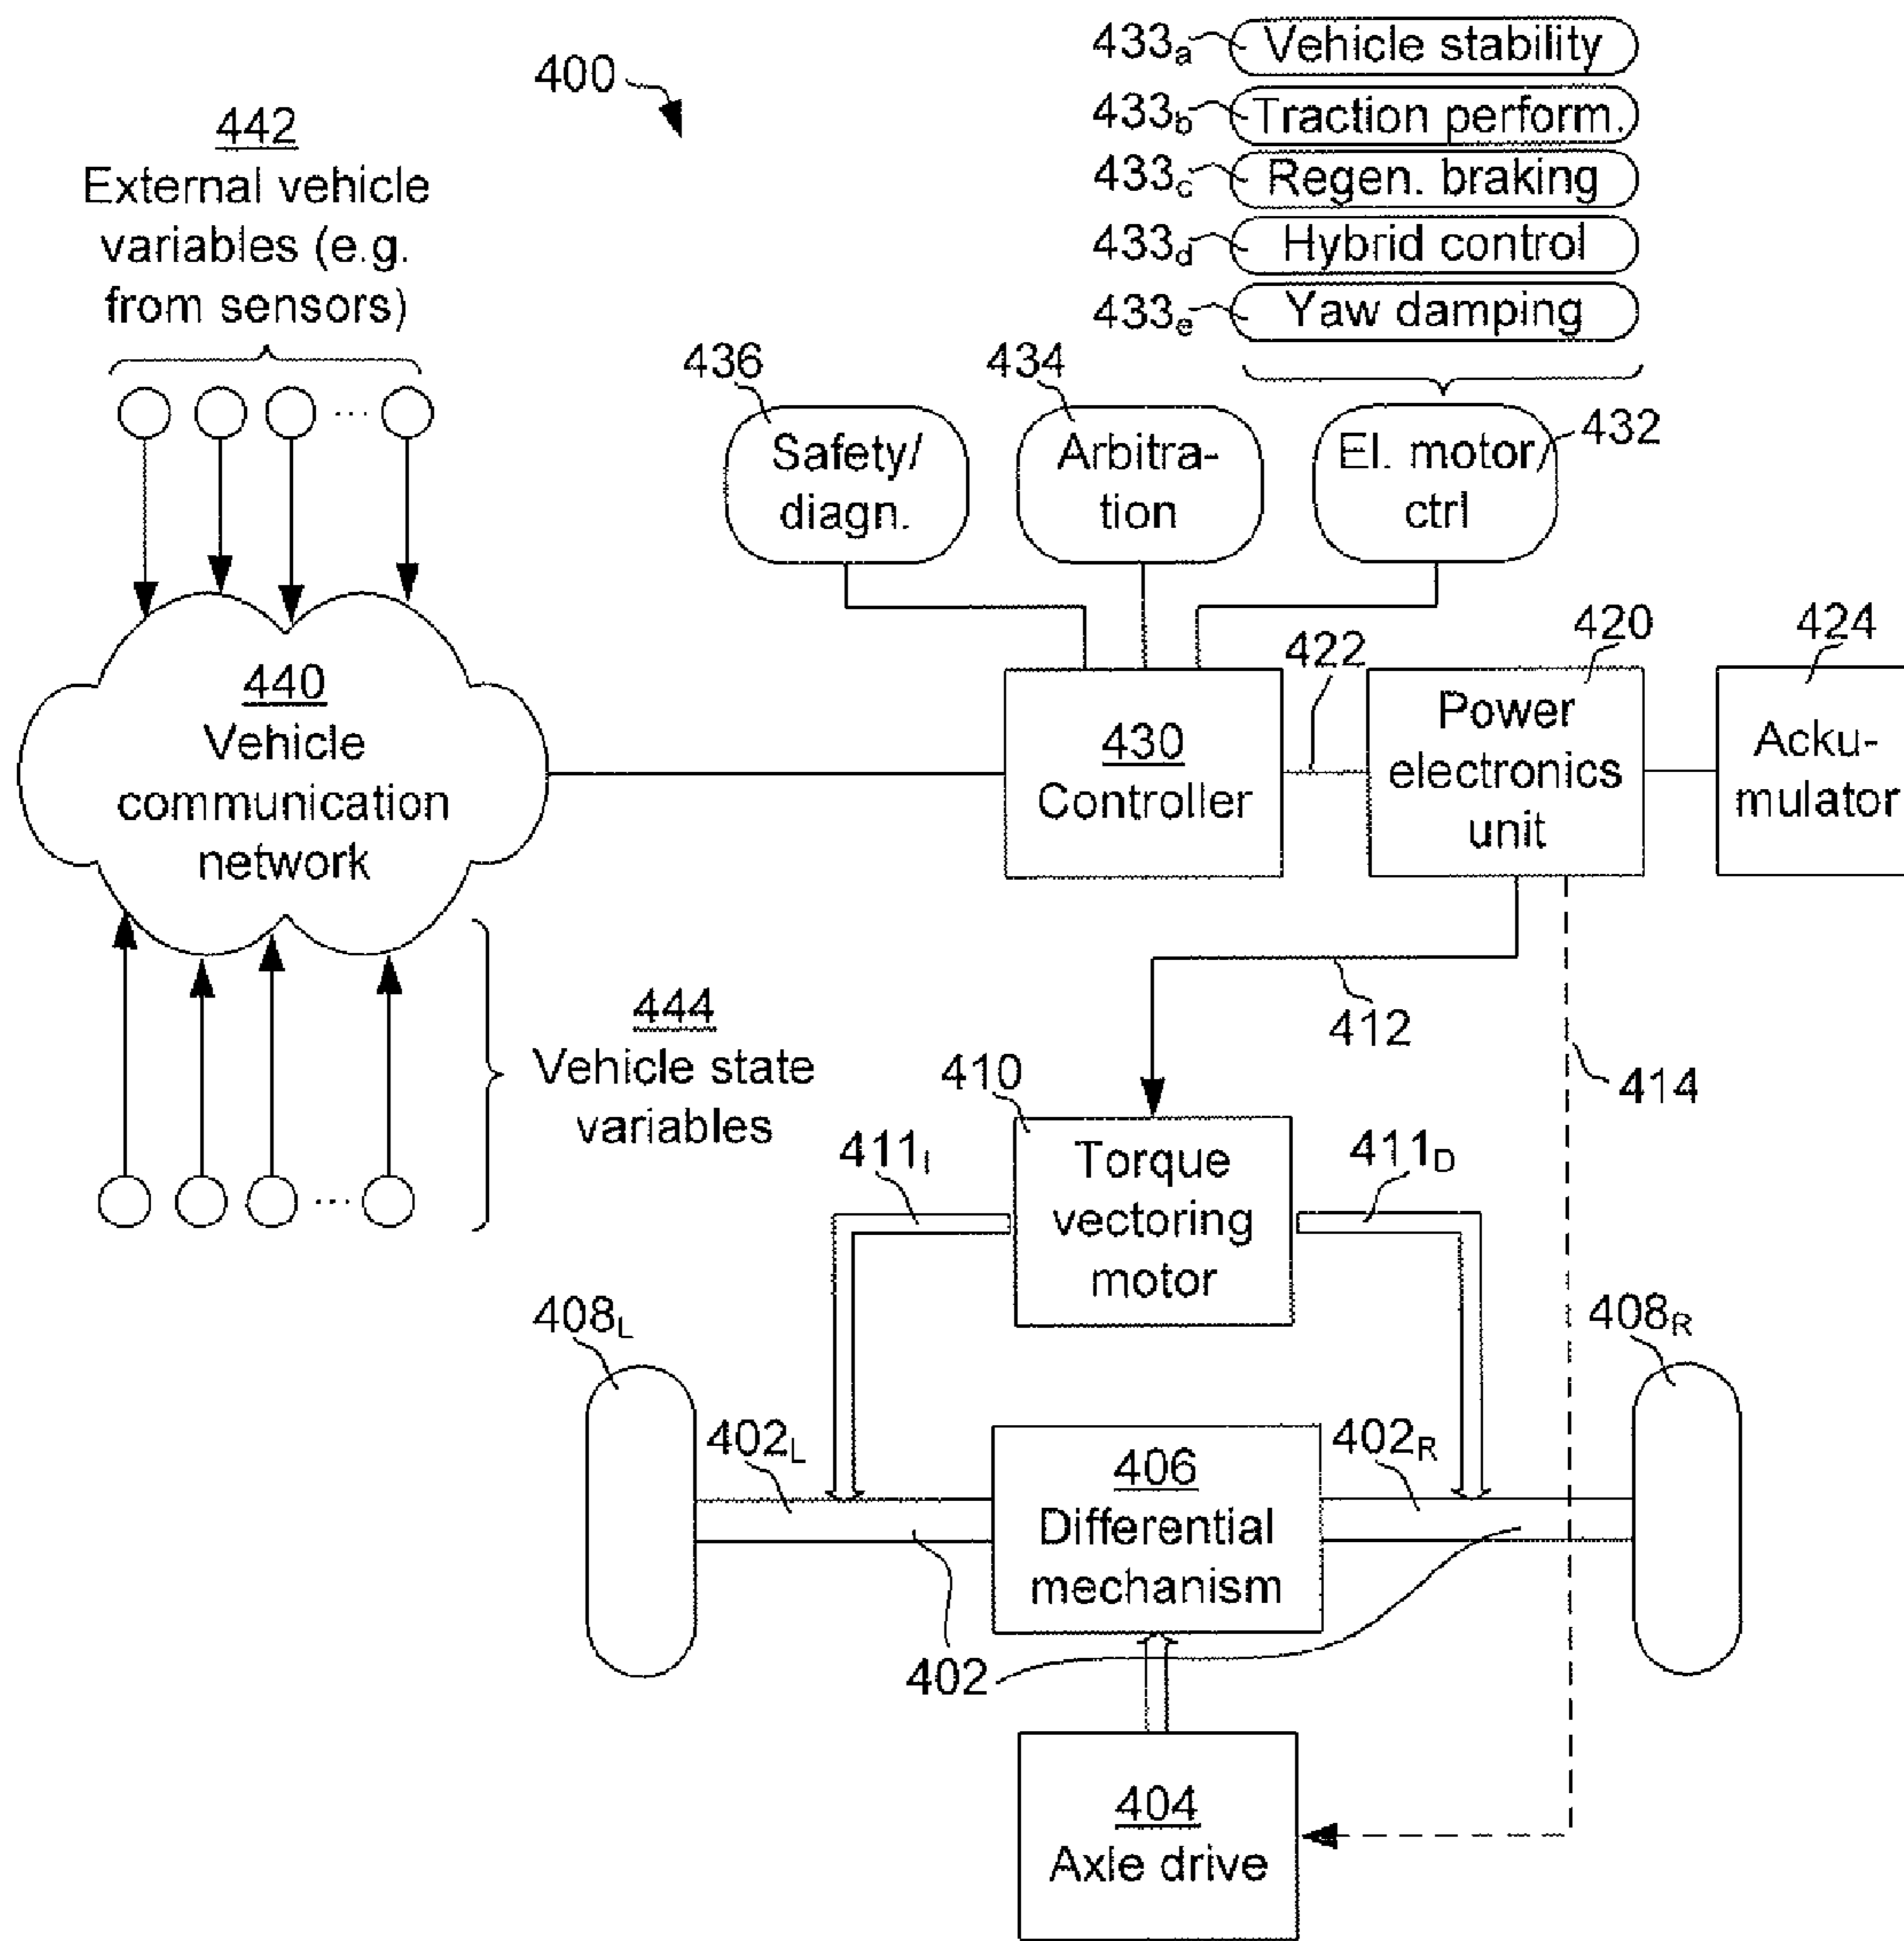 400
433a Vehicle stability
433b Traction perform.
433c Regen. braking
433d Hybrid control
433e Yaw damping
442
External vehicle
variables (e.g.
from sensors)
436
434
432
Safety/
diagn.
Arbitra-
tion
El. motor
ctrl
440
Vehicle
communication
network
430
Controller
422
420
Power
electronics
unit
424
Acku-
mulator
444
Vehicle state
variables
412
414
410
Torque
vectoring
motor
411I
411D
408L
408R
402L
402R
406
Differential
mechanism
402
404
Axle drive